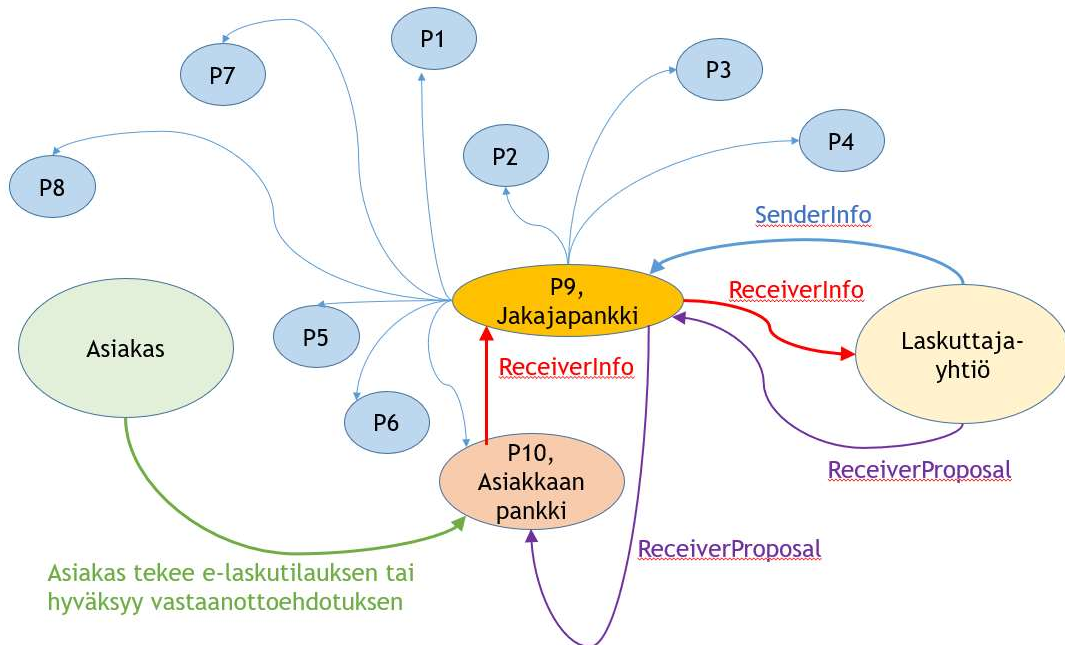 P1
P7
P3
P4
P2
P8
SenderInfo
P9,
Jakajapankki
ReceiverInfo
Asiakas
P5
Laskuttaja-
yhtiö
ReceiverInfo
P6
P10,
Asiakkaan
pankki
ReceiverProposal
ReceiverProposal
Asiakas tekee e-laskutilauksen tai
hyväksyy vastaanottoehdotuksen